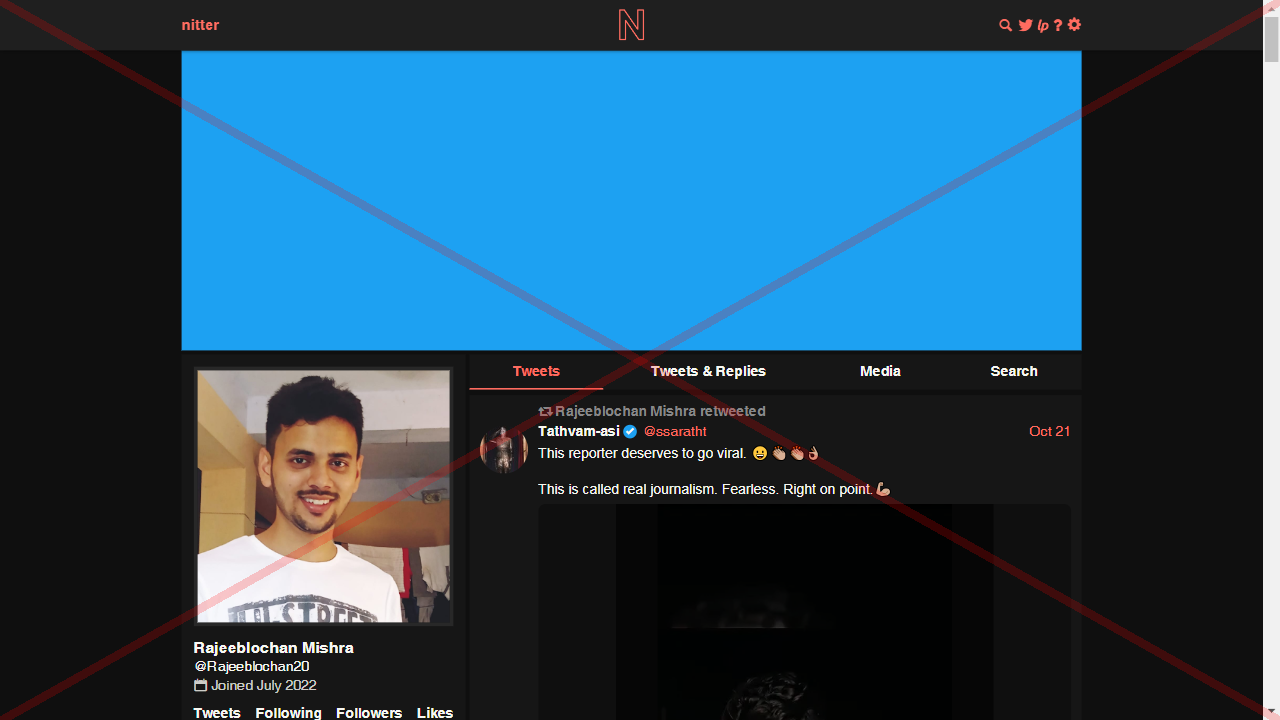 nitter
N
lp ?
Tweets Tweets & Replies Media Search
Rajeeblochan Mishra retweeted
Tathvam-asi @ssaratht Oct 21
This reporter deserves to go viral. 😀👏🏼👏🏼👌🏼
This is called real journalism. Fearless. Right on point.💪🏼
Rajeeblochan Mishra
@Rajeeblochan20
Joined July 2022
Tweets Following Followers Likes